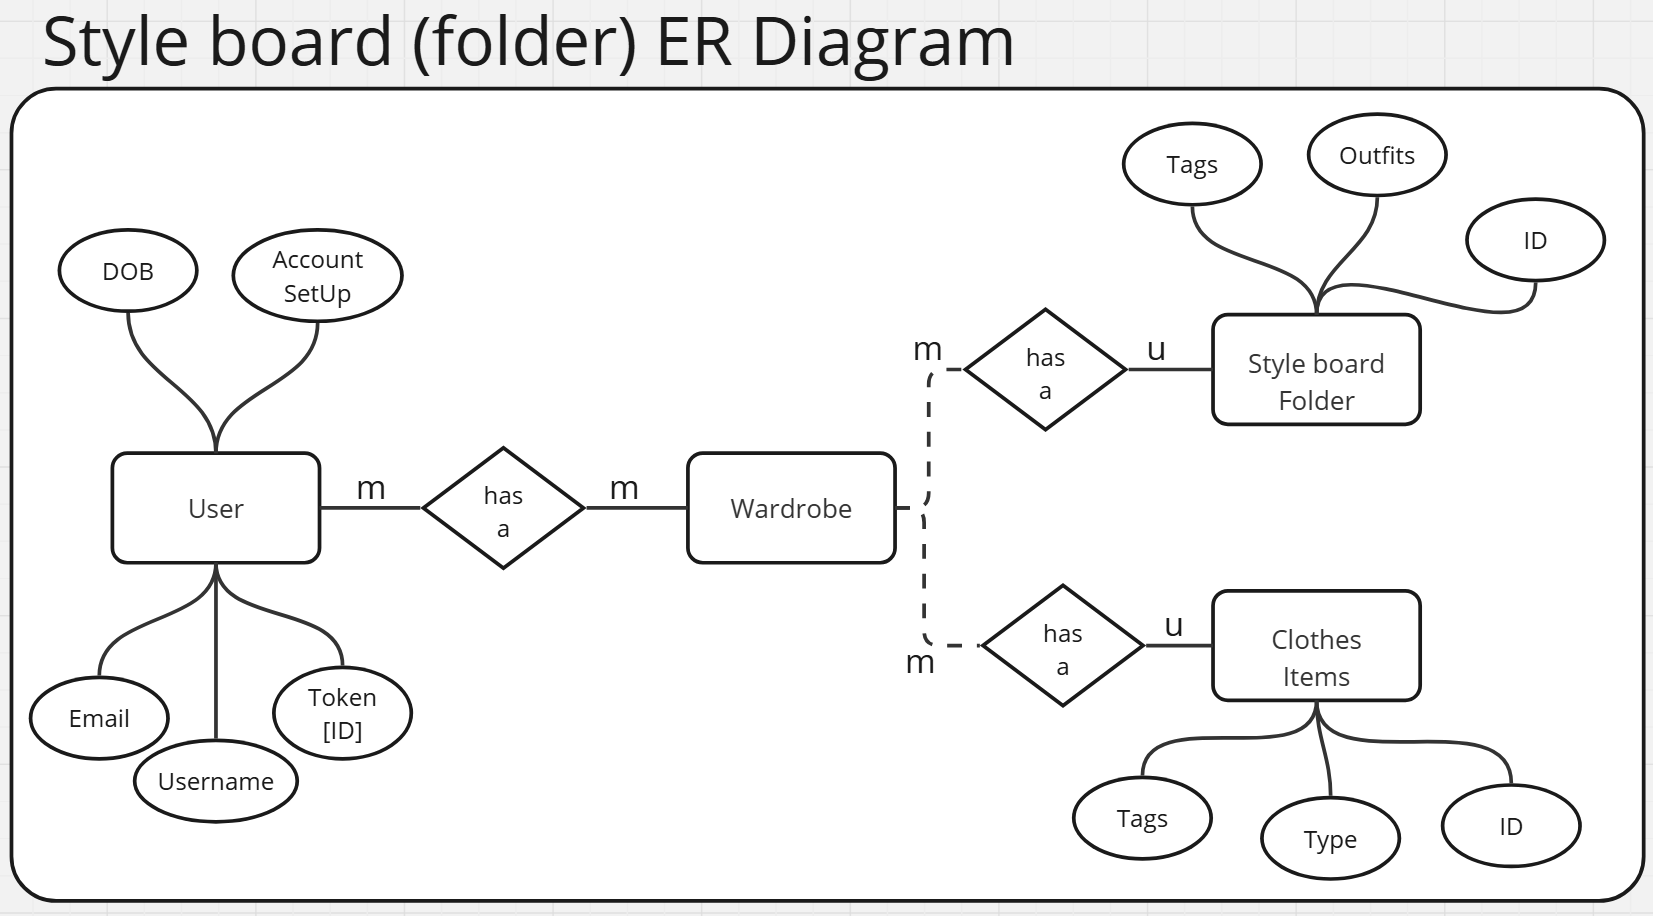 Style board (folder) ER Diagram
Tags
Outfits
ID
DOB
Account
SetUp
m
has
a
u
Style board
Folder
User
m
has
a
m
Wardrobe
m
has
a
u
Clothes
Items
Email
Username
Token
[ID]
Tags
Type
ID